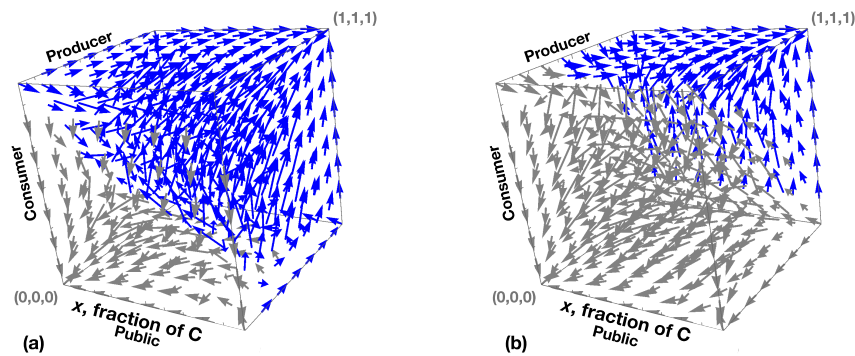 (1,1,1)
Producer
Consumer
(0,0,0)
x, fraction of C
Public
(a)
(1,1,1)
Producer
Consumer
(0,0,0)
x, fraction of C
Public
(b)